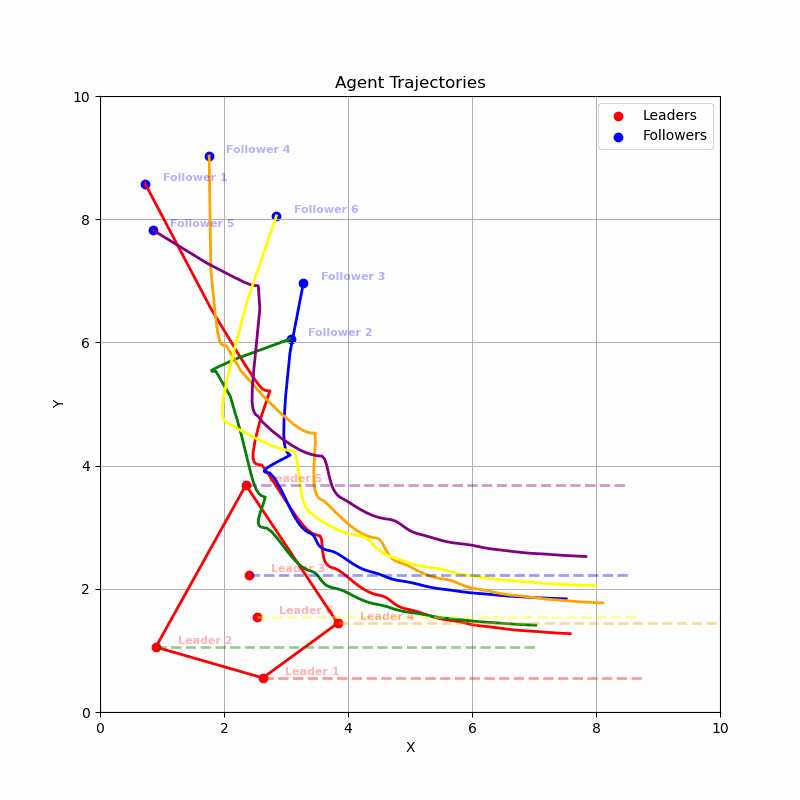 Agent Trajectories
10
Leaders
Followers
Follower 4
Follower 1
Follower 5
Follower 6
8
Follower 3
Follower 2
6
Y
4
Leader 5
Leader 3
2
Leader 6
Leader 4
Leader 2
Leader 1
0
0 2 4 6 8 10
X